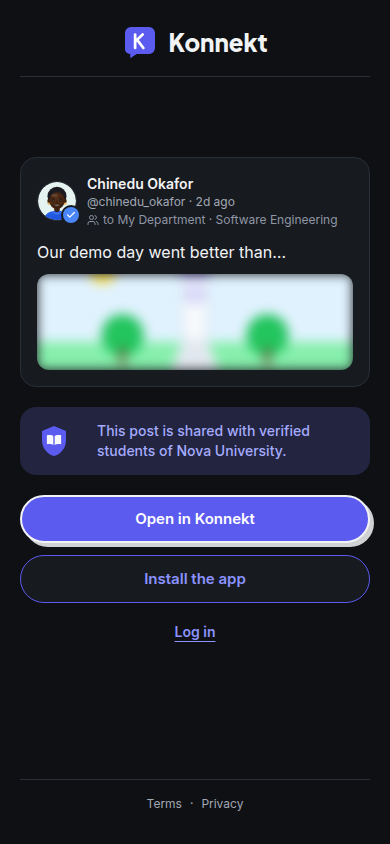 Konnekt
Chinedu Okafor
@chinedu_okafor · 2d ago
to My Department · Software Engineering
Our demo day went better than...
This post is shared with verified
students of Nova University.
Open in Konnekt
Install the app
Log in
Terms · Privacy